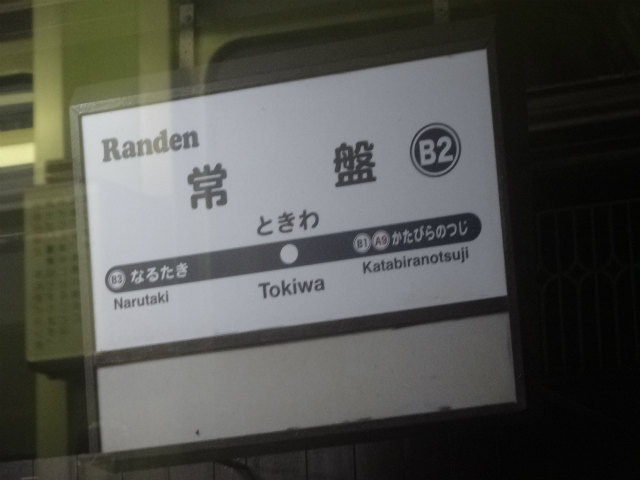 Randen
常盤
B2
ときわ
B3 なるたき
B1 A9 かたびらのつじ
Narutaki
Tokiwa
Katabiranotsuji